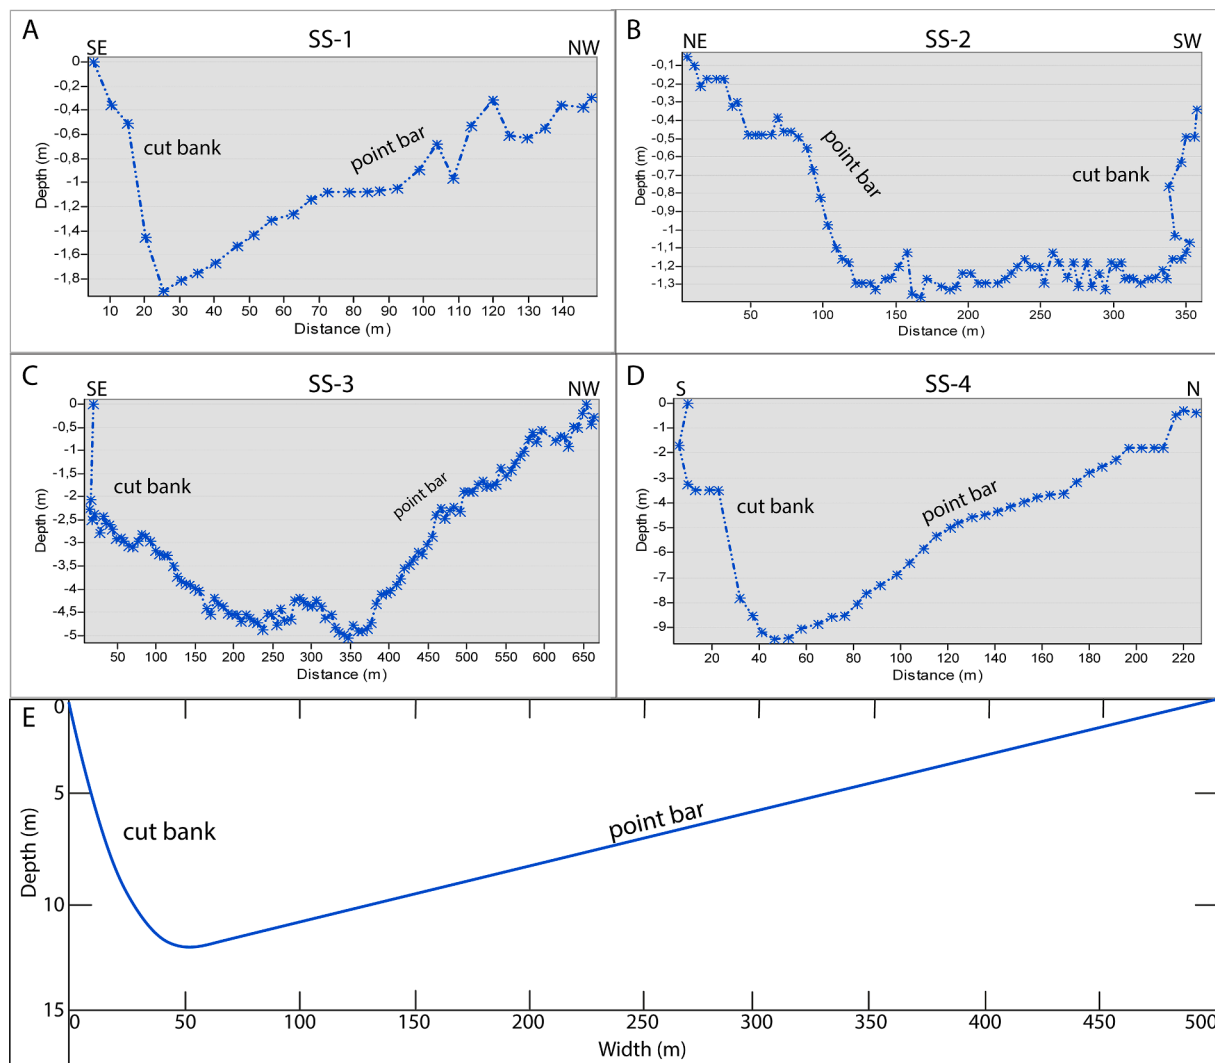 A
SS-1
SE
NW
0
-0,4
-0,6
-0,8
-1
-1,2
-1,4
-1,6
-1,8
Depth (m)
cut bank
point bar
10 20 30 40 50 60 70 80 90 100 110 120 130 140
Distance (m)
B
SS-2
NE
SW
-0,1
-0,2
-0,3
-0,4
-0,5
-0,6
-0,7
-0,8
-0,9
-1.0
-1.1
-1.2
-1.3
Depth (m)
point bar
cut bank
50 100 150 200 250 300 350
Distance (m)
C
SS-3
SE
NW
0
-0,5
-1
-1,5
-2
-2,5
-3
-3,5
-4
-4,5
-5
Depth (m)
cut bank
point bar
50 100 150 200 250 300 350 400 450 500 550 600 650
Distance (m)
D
SS-4
S
N
0
-1
-2
-3
-4
-5
-6
-7
-8
-9
Depth (m)
cut bank
point bar
20 40 60 80 100 120 140 160 180 200 220
Distance (m)
E
0
5
10
15
Depth (m)
cut bank
point bar
0 50 100 150 200 250 300 350 400 450 500
Width (m)